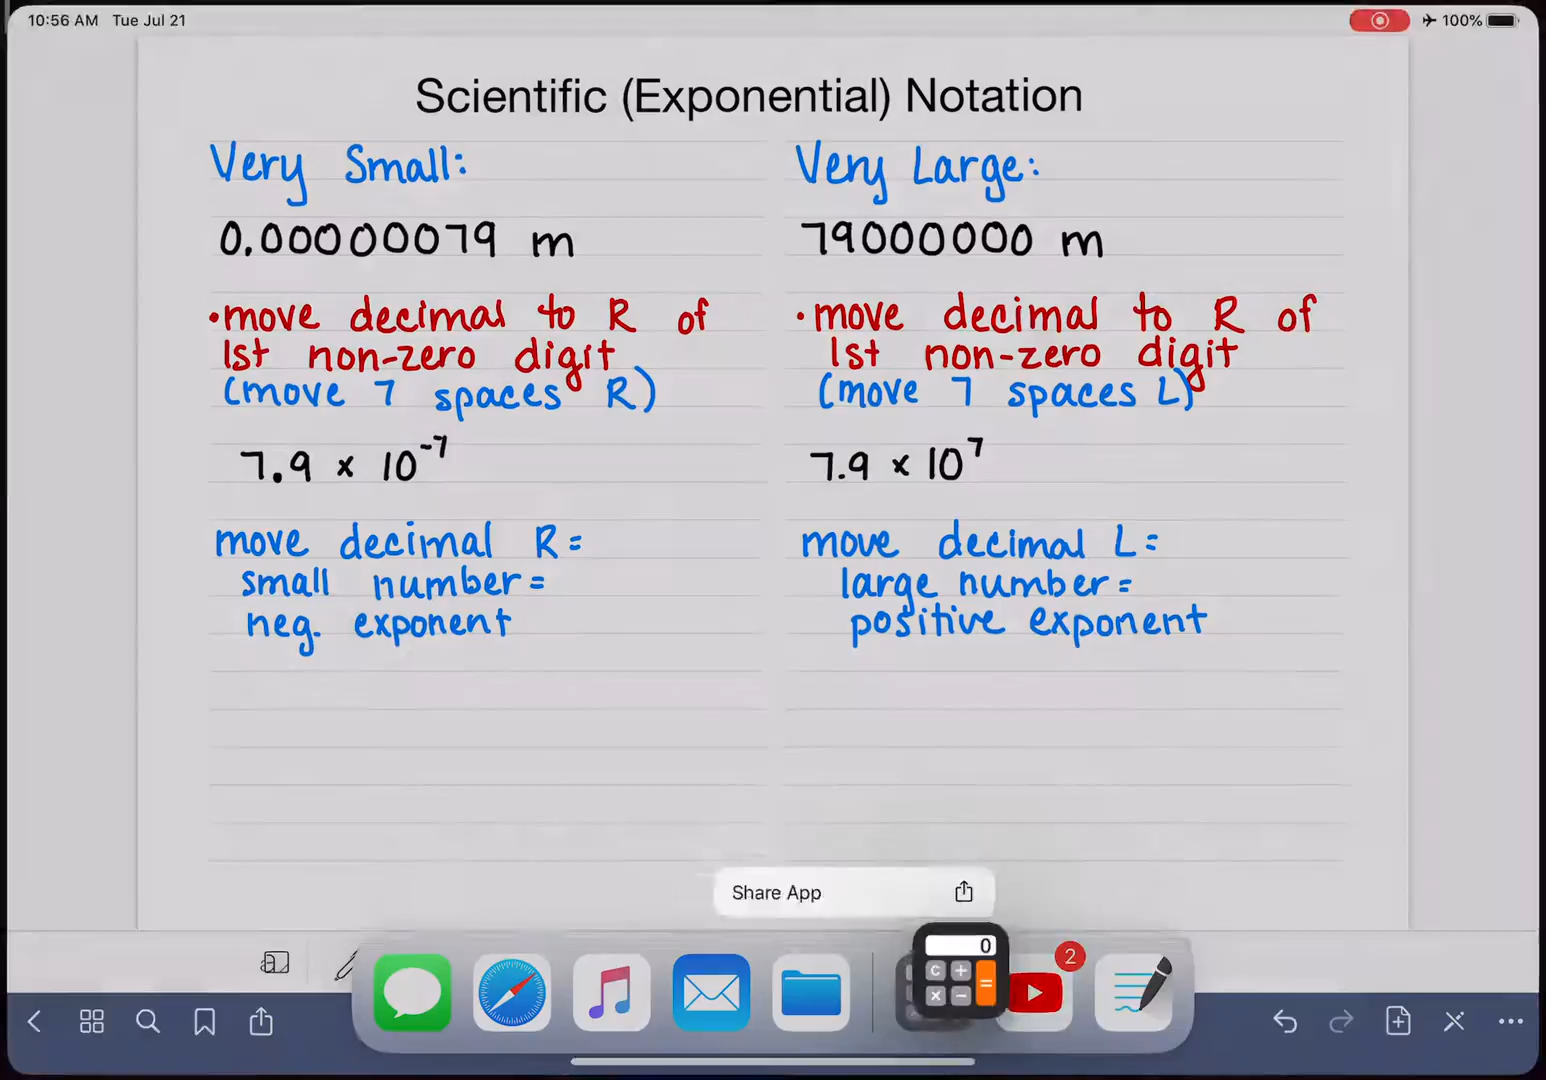 10:56 AM Tue Jul 21
100%
Scientific (Exponential) Notation
Very Small:
0.00000079 m
•move decimal to R of
1st non-zero digit
(move 7 spaces R)
7.9 x 10⁻⁷
move decimal R=
small number=
neg. exponent
Very Large:
79000000 m
•move decimal to R of
1st non-zero digit
(move 7 spaces L)
7.9 x 10⁷
move decimal L=
large number=
positive exponent
Share App
0
C + = × −
2